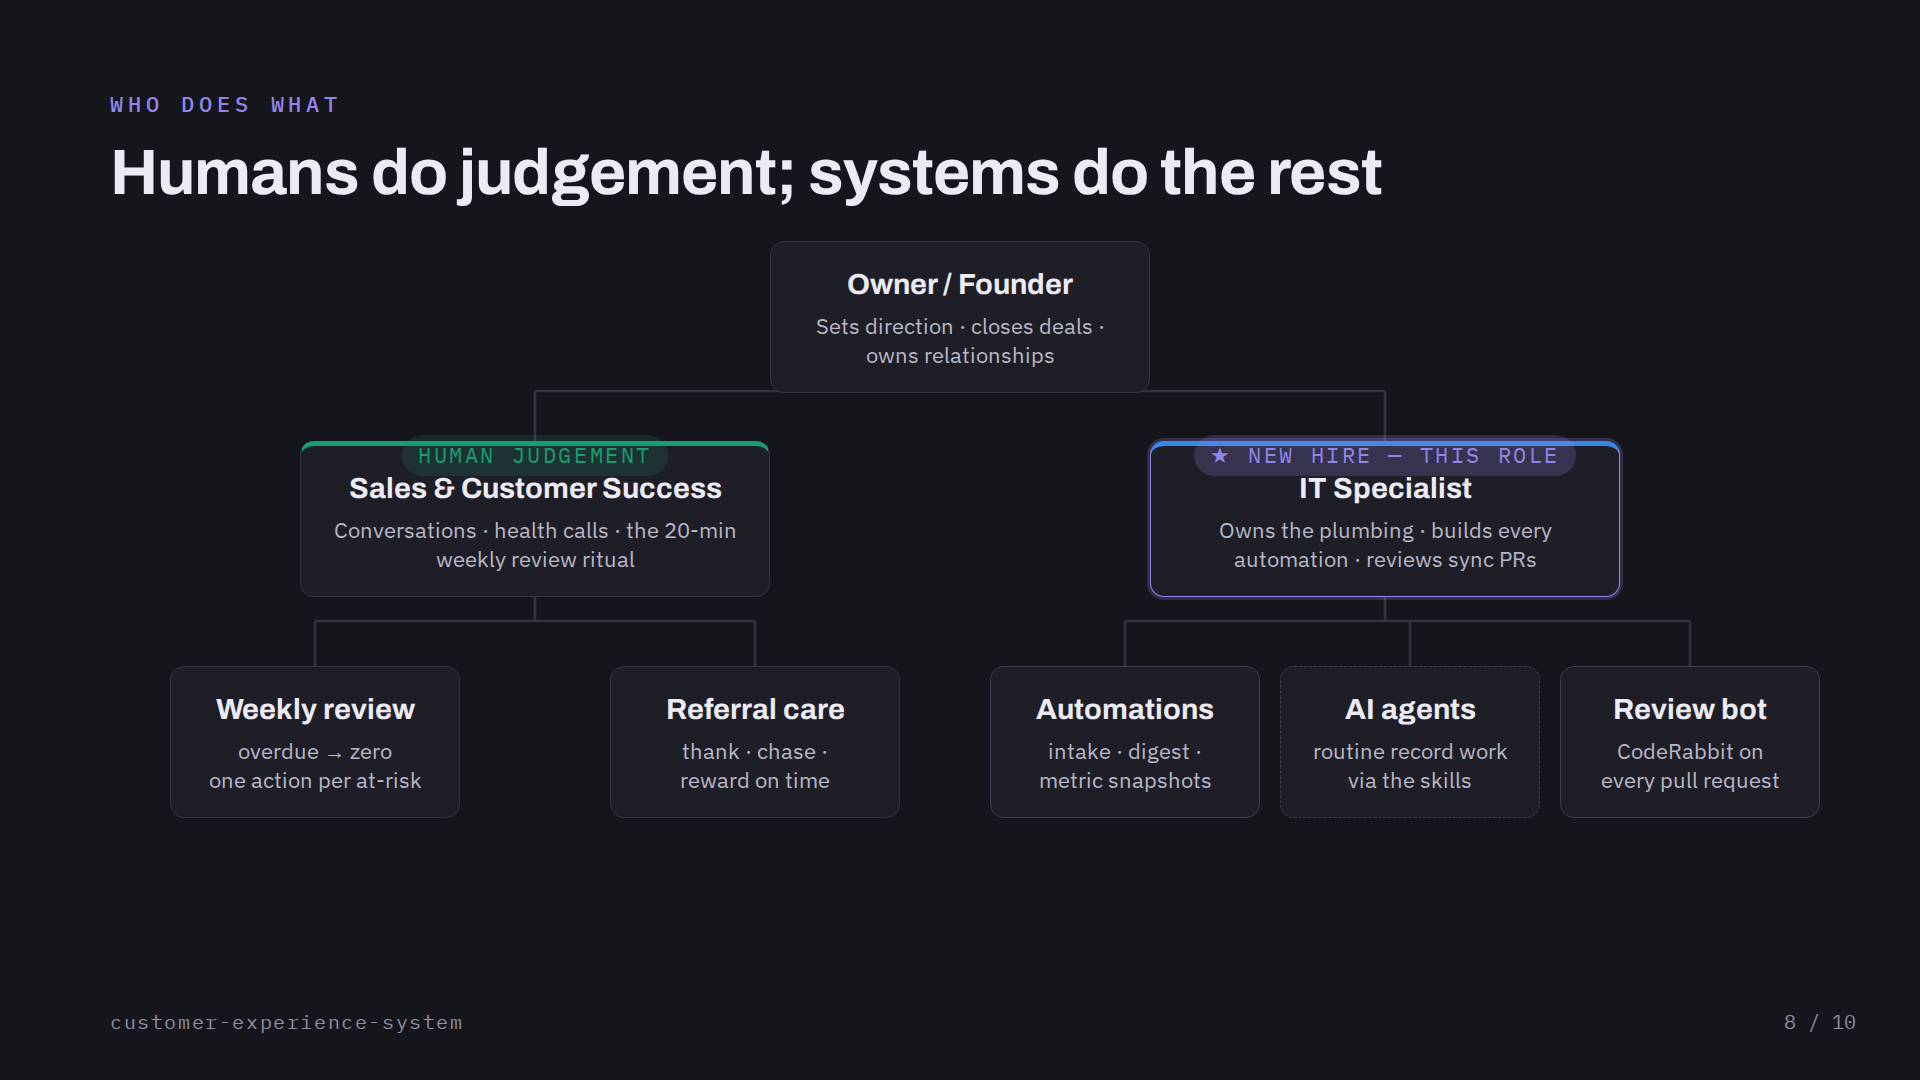 WHO DOES WHAT
Humans do judgement; systems do the rest
Owner / Founder
Sets direction · closes deals ·
owns relationships
HUMAN JUDGEMENT
Sales & Customer Success
Conversations · health calls · the 20-min
weekly review ritual
★ NEW HIRE — THIS ROLE
IT Specialist
Owns the plumbing · builds every
automation · reviews sync PRs
Weekly review
overdue → zero
one action per at-risk
Referral care
thank · chase ·
reward on time
Automations
intake · digest ·
metric snapshots
AI agents
routine record work
via the skills
Review bot
CodeRabbit on
every pull request
customer-experience-system
8 / 10